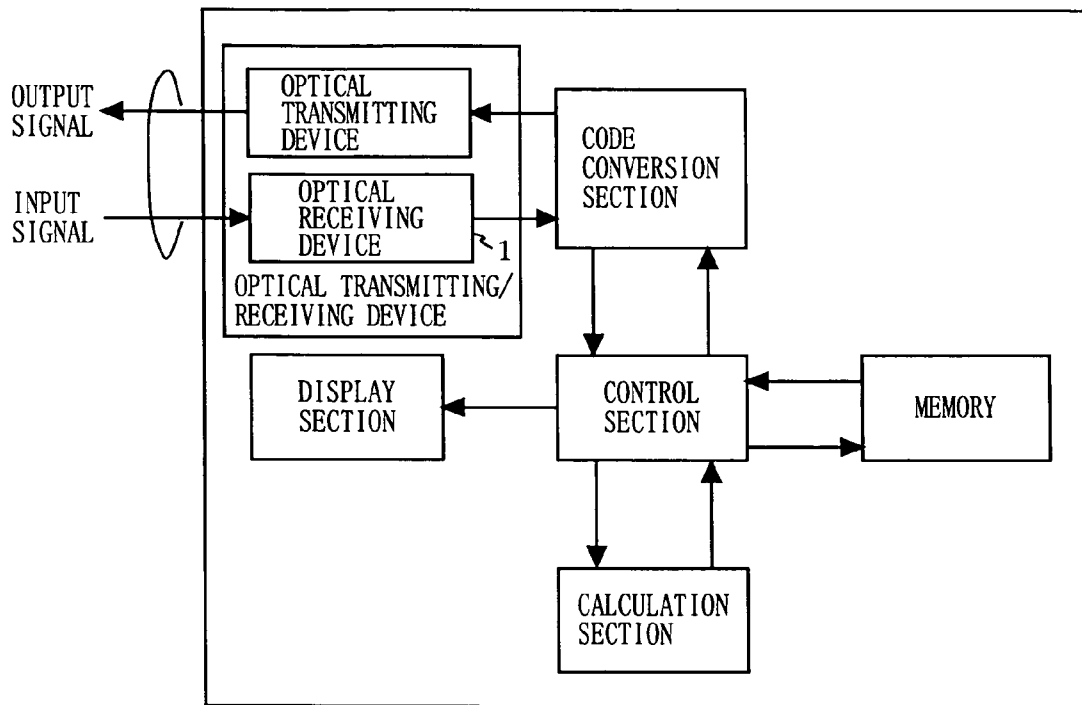 OUTPUT
SIGNAL
INPUT
SIGNAL
OPTICAL
TRANSMITTING
DEVICE
OPTICAL
RECEIVING
DEVICE
1
OPTICAL TRANSMITTING/
RECEIVING DEVICE
CODE
CONVERSION
SECTION
DISPLAY
SECTION
CONTROL
SECTION
MEMORY
CALCULATION
SECTION